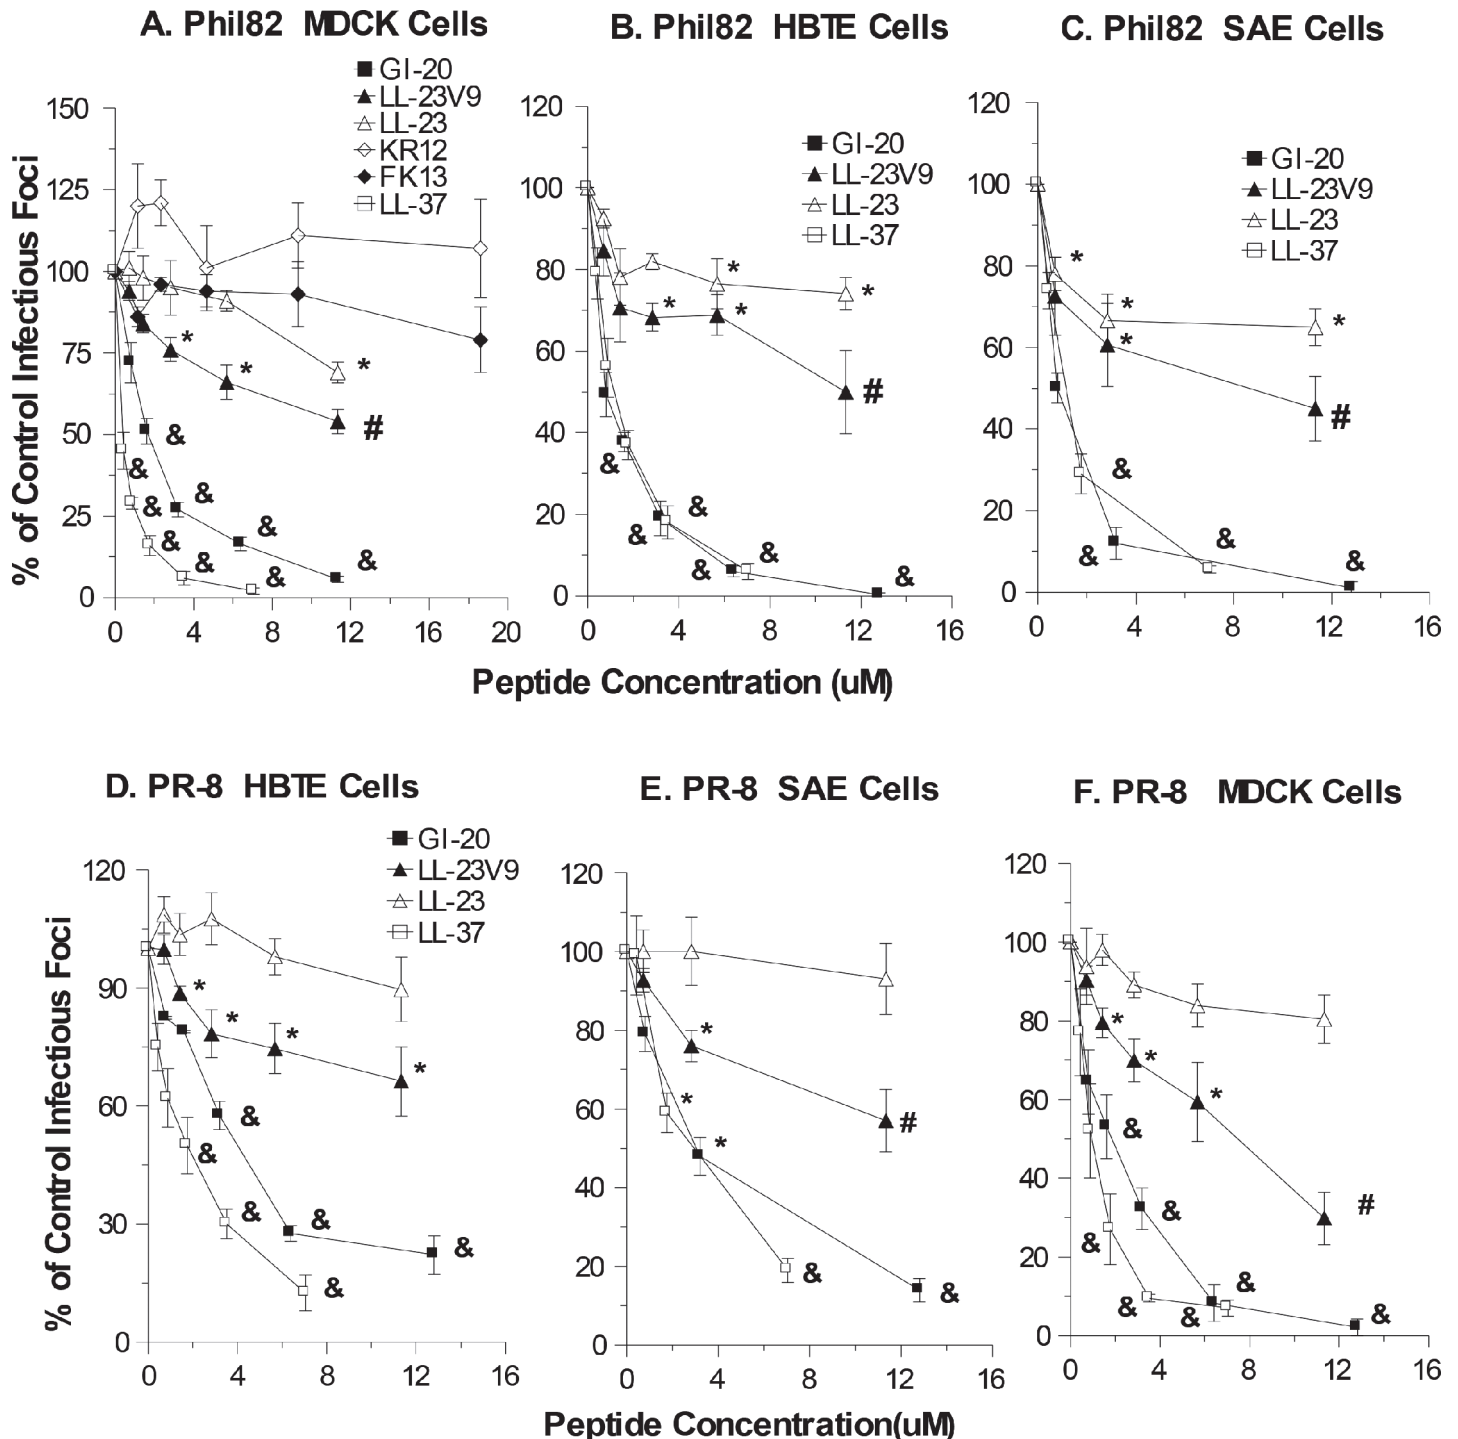 A. Phil82 MDCK Cells
GI-20
LL-23V9
LL-23
KR12
FK13
LL-37
% of Control Infectious Foci
150
125
100
75
50
25
0
0 4 8 12 16 20
* * * # & & & & & & & & &
B. Phil82 HBTE Cells
GI-20
LL-23V9
LL-23
LL-37
120
100
80
60
40
20
0
0 4 8 12 16
* * * * # & & & & & &
C. Phil82 SAE Cells
GI-20
LL-23V9
LL-23
LL-37
120
100
80
60
40
20
0
0 4 8 12 16
* * * * # & & & &
Peptide Concentration (uM)
D. PR-8 HBTE Cells
GI-20
LL-23V9
LL-23
LL-37
% of Control Infectious Foci
120
90
60
30
0
0 4 8 12 16
* * * * & & & & & &
E. PR-8 SAE Cells
120
100
80
60
40
20
0
0 4 8 12 16
* * * # & &
F. PR-8 MDCK Cells
120
100
80
60
40
20
0
0 4 8 12 16
* * * # & & & & & & &
Peptide Concentration(uM)